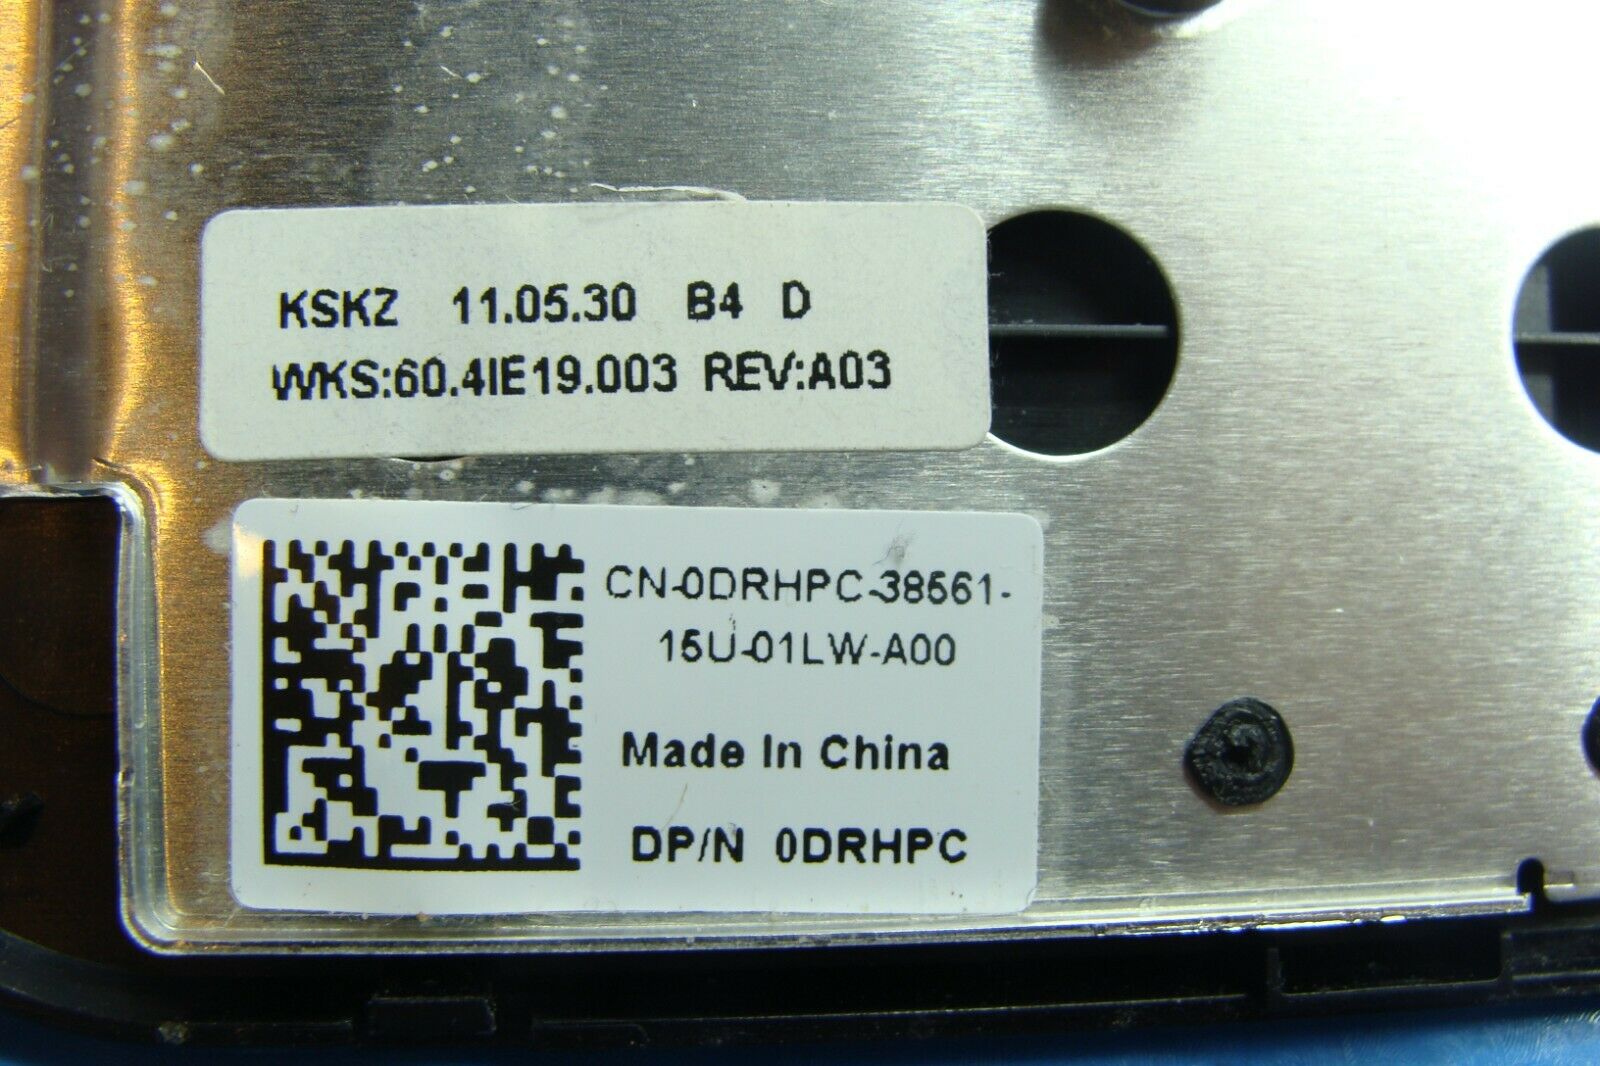 KSKZ 11.05.30 B4 D
WKS:60.4IE19.003 REV:A03
CN-0DRHPC-38561-
15U-01LW-A00
Made In China
DP/N 0DRHPC